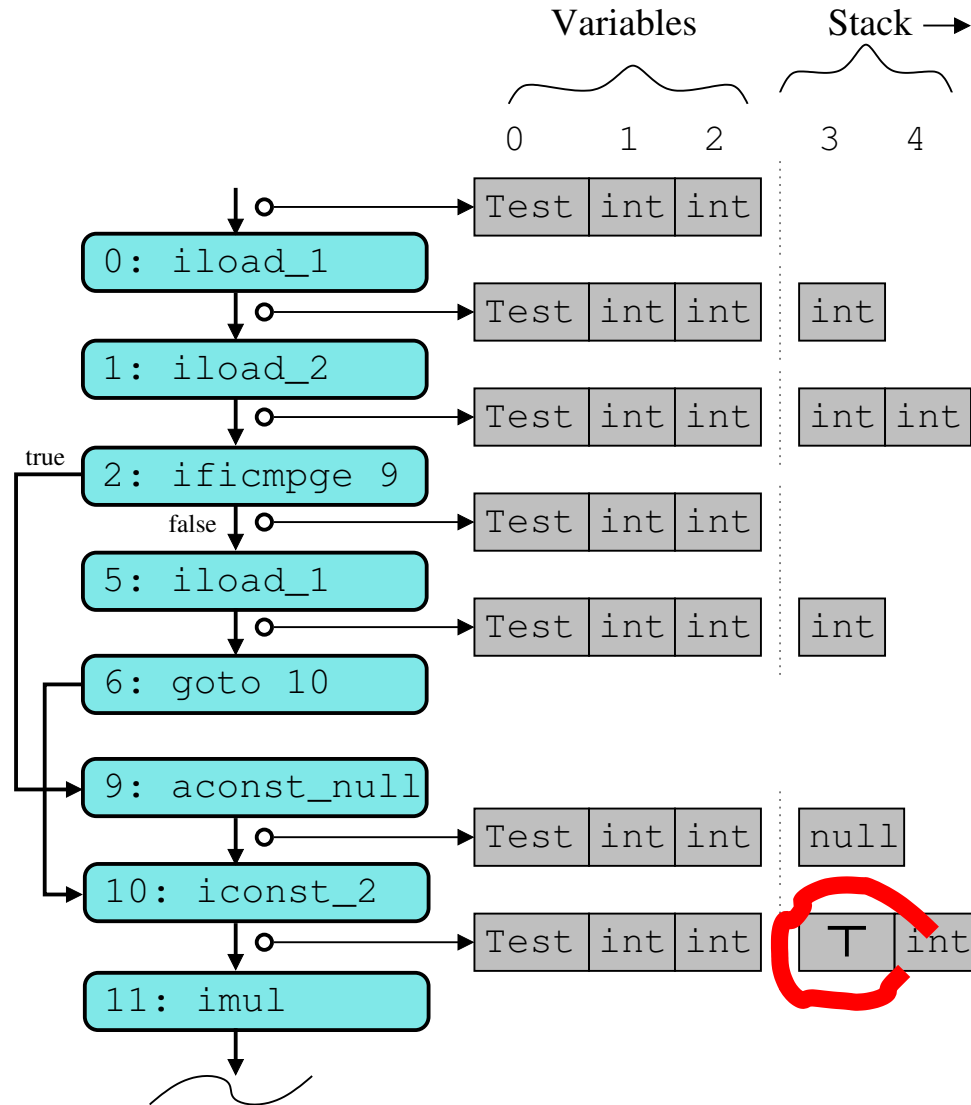 Variables Stack
0 1 2 3 4
Test int int
0: iload_1
Test int int int
1: iload_2
Test int int int int
true
2: ificmpge 9
false
Test int int
5: iload_1
Test int int int
6: goto 10
9: aconst_null
Test int int null
10: iconst_2
Test int int ⊤ int
11: imul